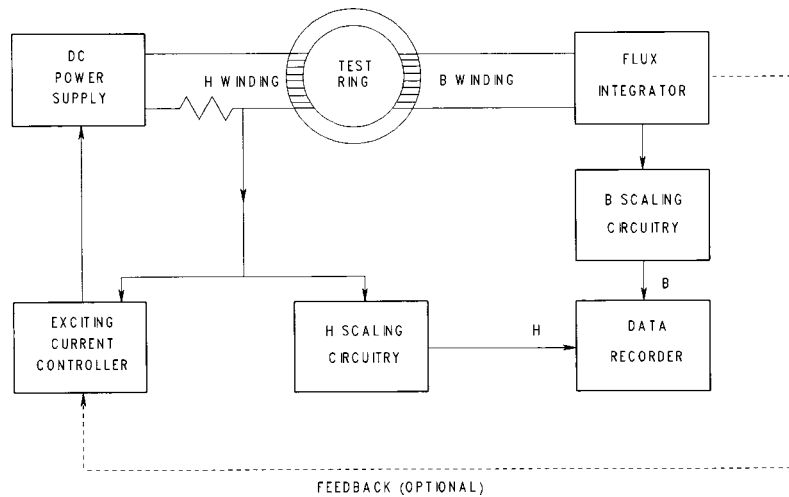 DC
POWER
SUPPLY
H WINDING
TEST
RING
B WINDING
FLUX
INTEGRATOR
B SCALING
CIRCUITRY
B
EXCITING
CURRENT
CONTROLLER
H SCALING
CIRCUITRY
H
DATA
RECORDER
FEEDBACK (OPTIONAL)